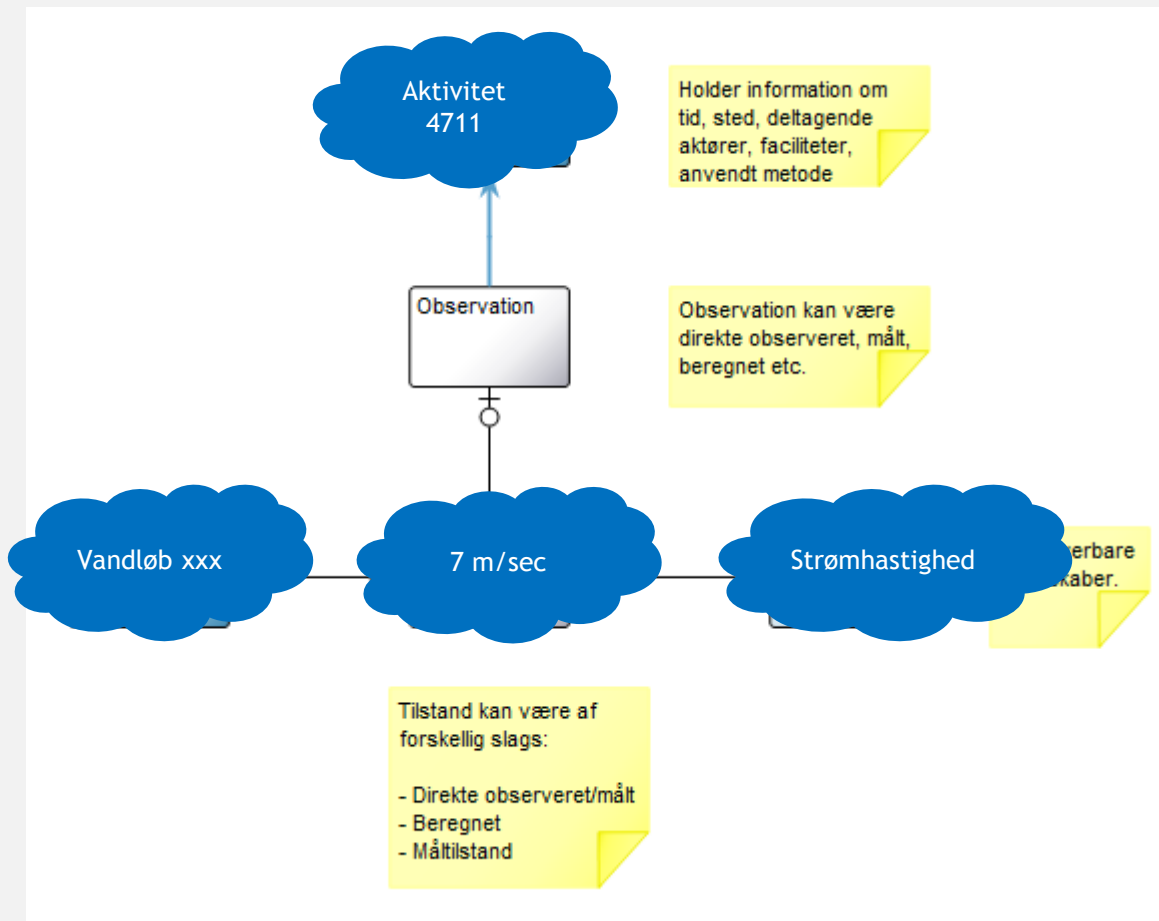 Aktivitet
4711
Holder information om
tid, sted, deltagende
aktører, faciliteter,
anvendt metode
Observation
Observation kan være
direkte observeret, målt,
beregnet etc.
Vandløb xxx
7 m/sec
Strømhastighed
Tilstand kan være af
forskellig slags:
- Direkte observeret/målt
- Beregnet
- Måltilstand